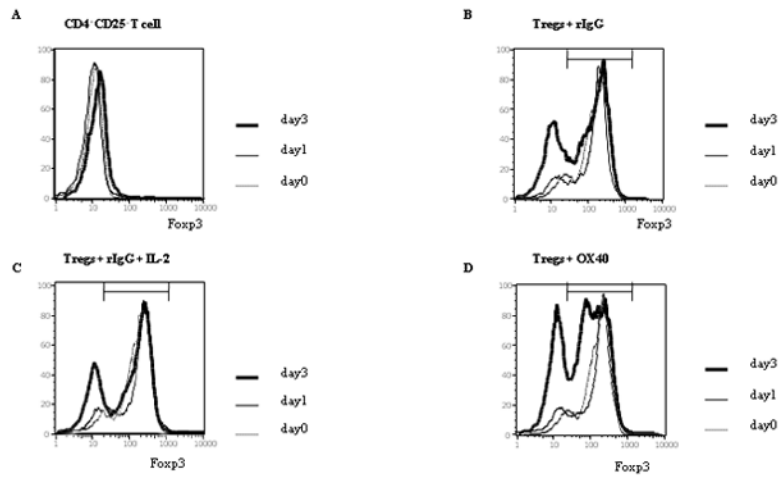 A
CD4⁺CD25⁻T cell
100
80
60
40
20
0
1 10 100 1000 10000
Foxp3
day3
day1
day0
B
Tregs + rIgG
100
80
60
40
20
0
1 10 100 1000 10000
Foxp3
day3
day1
day0
C
Tregs + rIgG + IL-2
100
80
60
40
20
0
1 10 100 1000 10000
Foxp3
day3
day1
day0
D
Tregs + OX40
100
80
60
40
20
0
1 10 100 1000 10000
Foxp3
day3
day1
day0